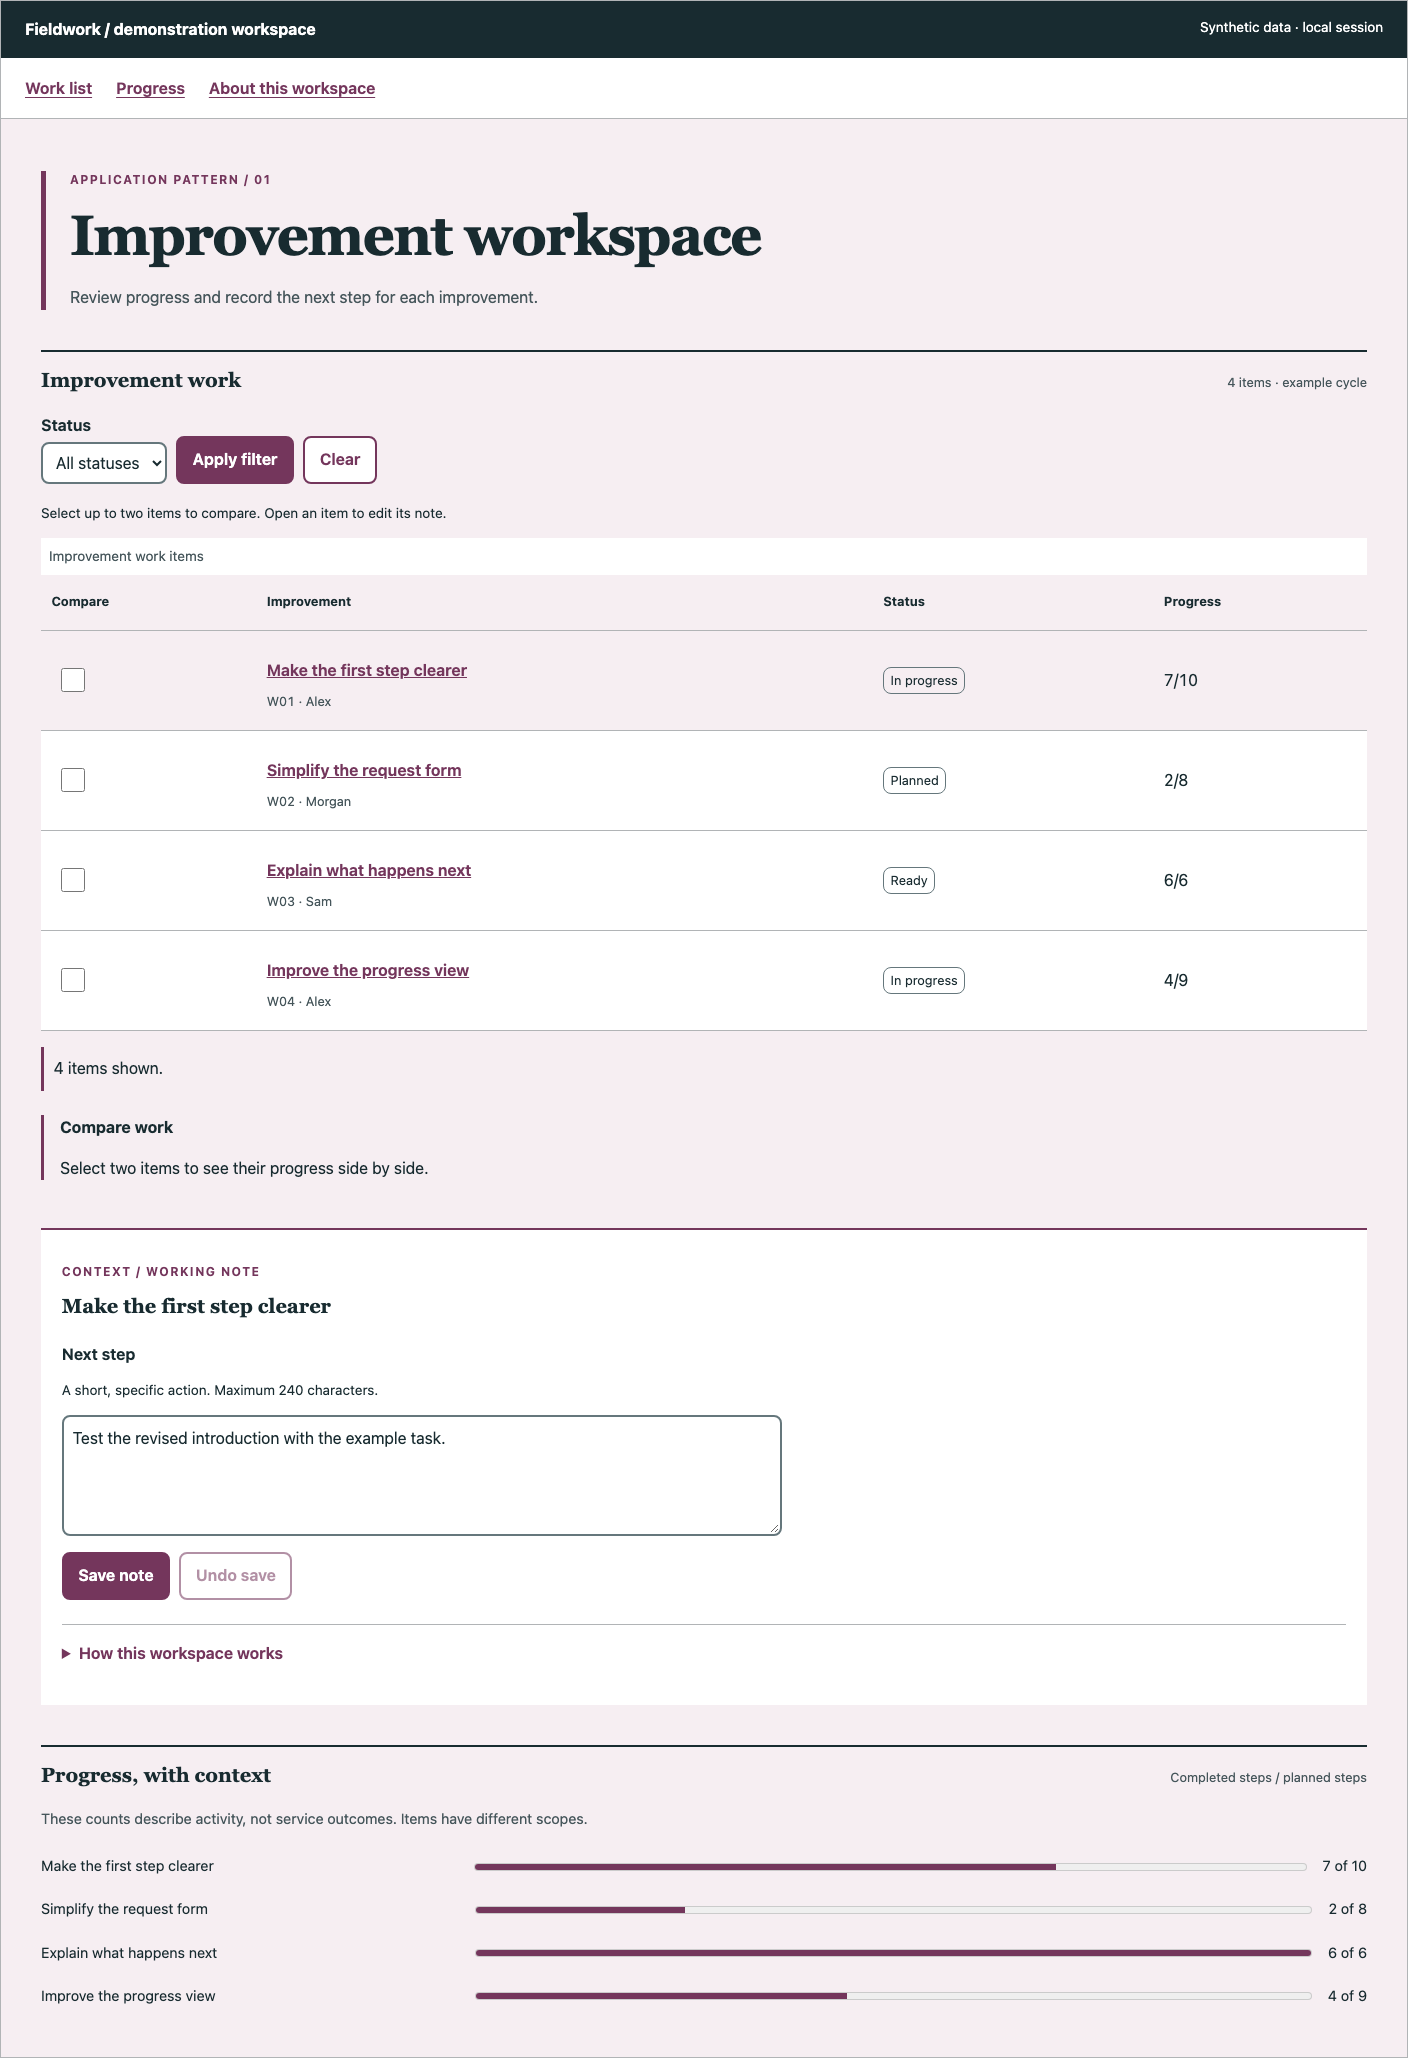 Fieldwork / demonstration workspace
Synthetic data · local session
Work list
Progress
About this workspace
APPLICATION PATTERN / 01
Improvement workspace
Review progress and record the next step for each improvement.
Improvement work
4 items · example cycle
Status
All statuses
Apply filter
Clear
Select up to two items to compare. Open an item to edit its note.
Improvement work items
Compare
Improvement
Status
Progress
Make the first step clearer
W01 · Alex
In progress
7/10
Simplify the request form
W02 · Morgan
Planned
2/8
Explain what happens next
W03 · Sam
Ready
6/6
Improve the progress view
W04 · Alex
In progress
4/9
4 items shown.
Compare work
Select two items to see their progress side by side.
CONTEXT / WORKING NOTE
Make the first step clearer
Next step
A short, specific action. Maximum 240 characters.
Test the revised introduction with the example task.
Save note
Undo save
How this workspace works
Progress, with context
Completed steps / planned steps
These counts describe activity, not service outcomes. Items have different scopes.
Make the first step clearer
7 of 10
Simplify the request form
2 of 8
Explain what happens next
6 of 6
Improve the progress view
4 of 9